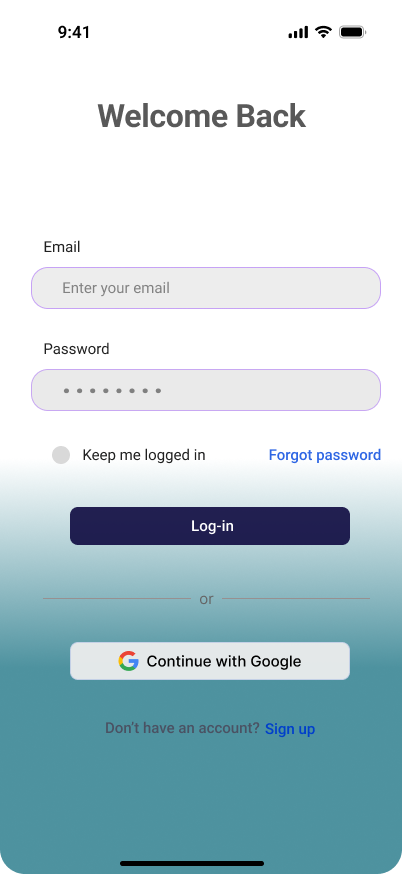 9:41
Welcome Back
Email
Enter your email
Password
Keep me logged in Forgot password
Log-in
or
Continue with Google
Don't have an account? Sign up